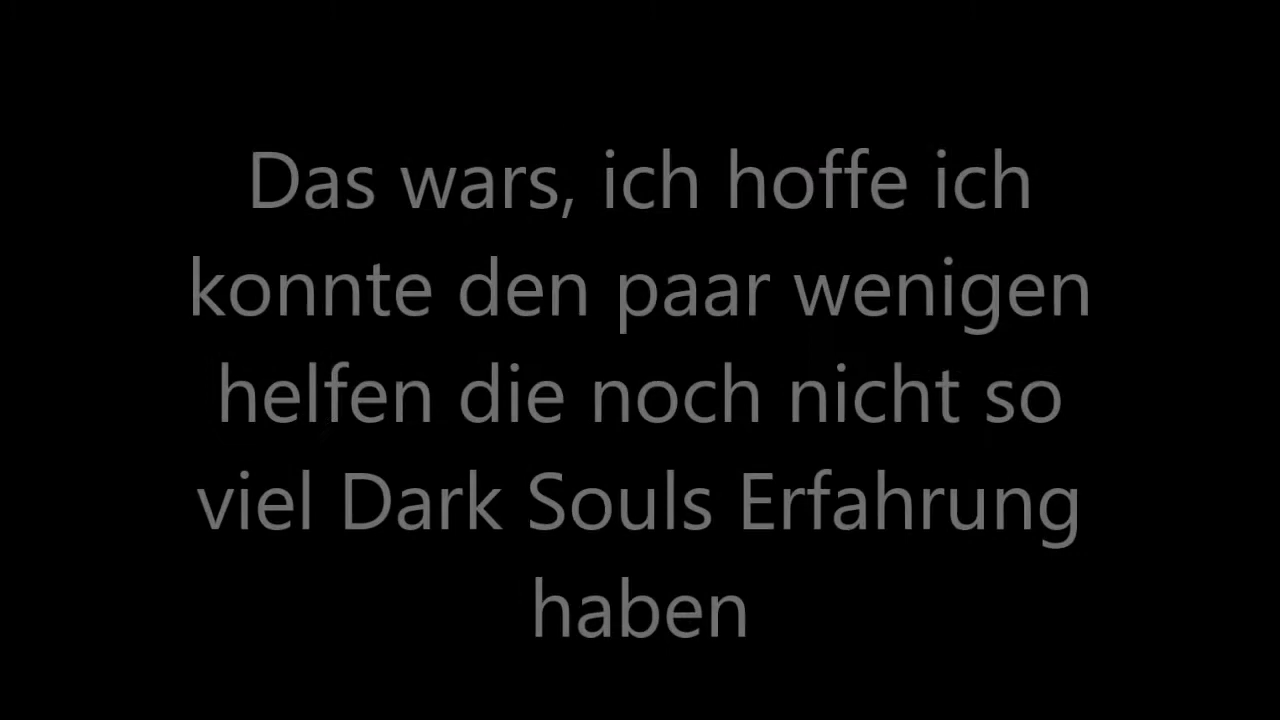 Das wars, ich hoffe ich
konnte den paar wenigen
helfen die noch nicht so
viel Dark Souls Erfahrung
haben